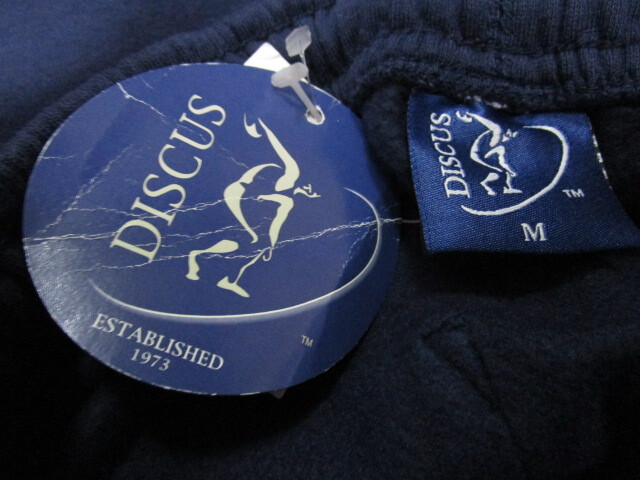 DISCUS
ESTABLISHED
1973
TM
DISCUS
TM
M